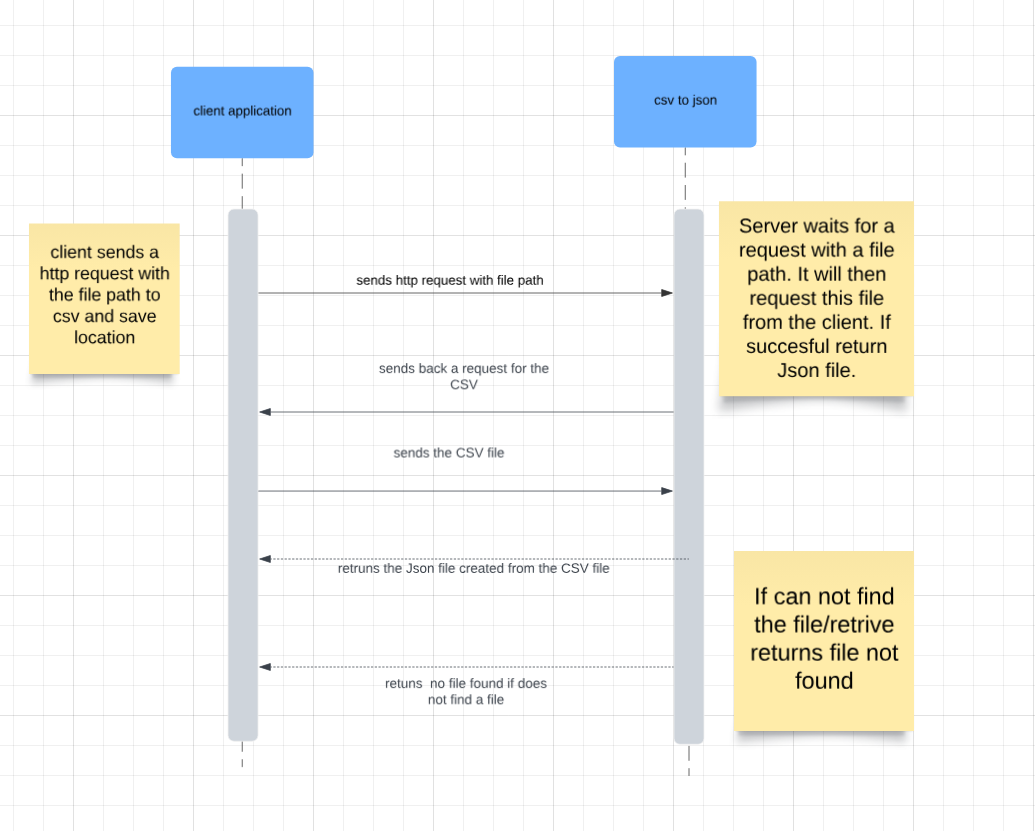 client application
csv to json
client sends a
http request with
the file path to
csv and save
location
Server waits for a
request with a file
path. It will then
request this file
from the client. If
succesful return
Json file.
sends http request with file path
sends back a request for the
CSV
sends the CSV file
retruns the Json file created from the CSV file
If can not find
the file/retrive
returns file not
found
retuns  no file found if does
not find a file